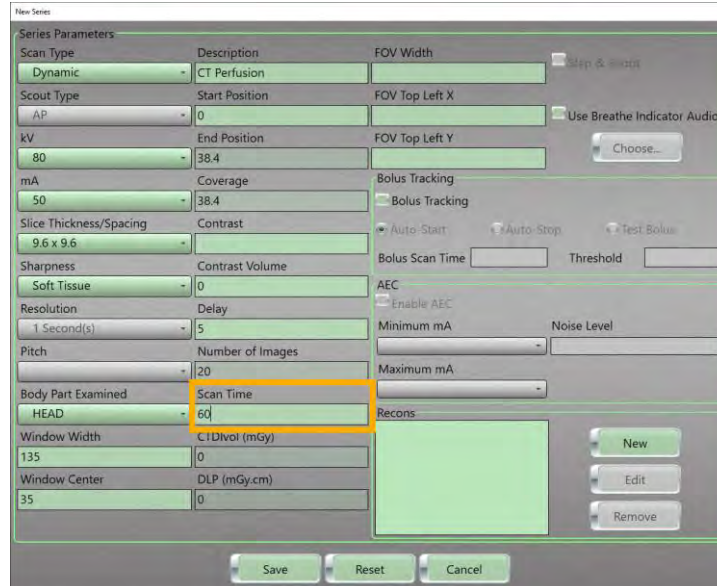 New Series
Series Parameters
Scan Type
Dynamic
Description
CT Perfusion
FOV Width
Step & Shoot
Scout Type
AP
Start Position
0
FOV Top Left X
Use Breathe Indicator Audio
kV
80
End Position
38.4
FOV Top Left Y
Choose...
mA
50
Coverage
38.4
Bolus Tracking
Bolus Tracking
Slice Thickness/Spacing
9.6 x 9.6
Contrast
Auto-Start
Auto-Stop
Test Bolus
Sharpness
Soft Tissue
Contrast Volume
0
Bolus Scan Time
Threshold
Resolution
1 Second(s)
Delay
5
AEC
Enable AEC
Minimum mA
Noise Level
Pitch
Number of Images
20
Maximum mA
Body Part Examined
HEAD
Scan Time
60
Recons
Window Width
135
CTDIvol (mGy)
0
New
Window Center
35
DLP (mGy.cm)
0
Edit
Remove
Save
Reset
Cancel